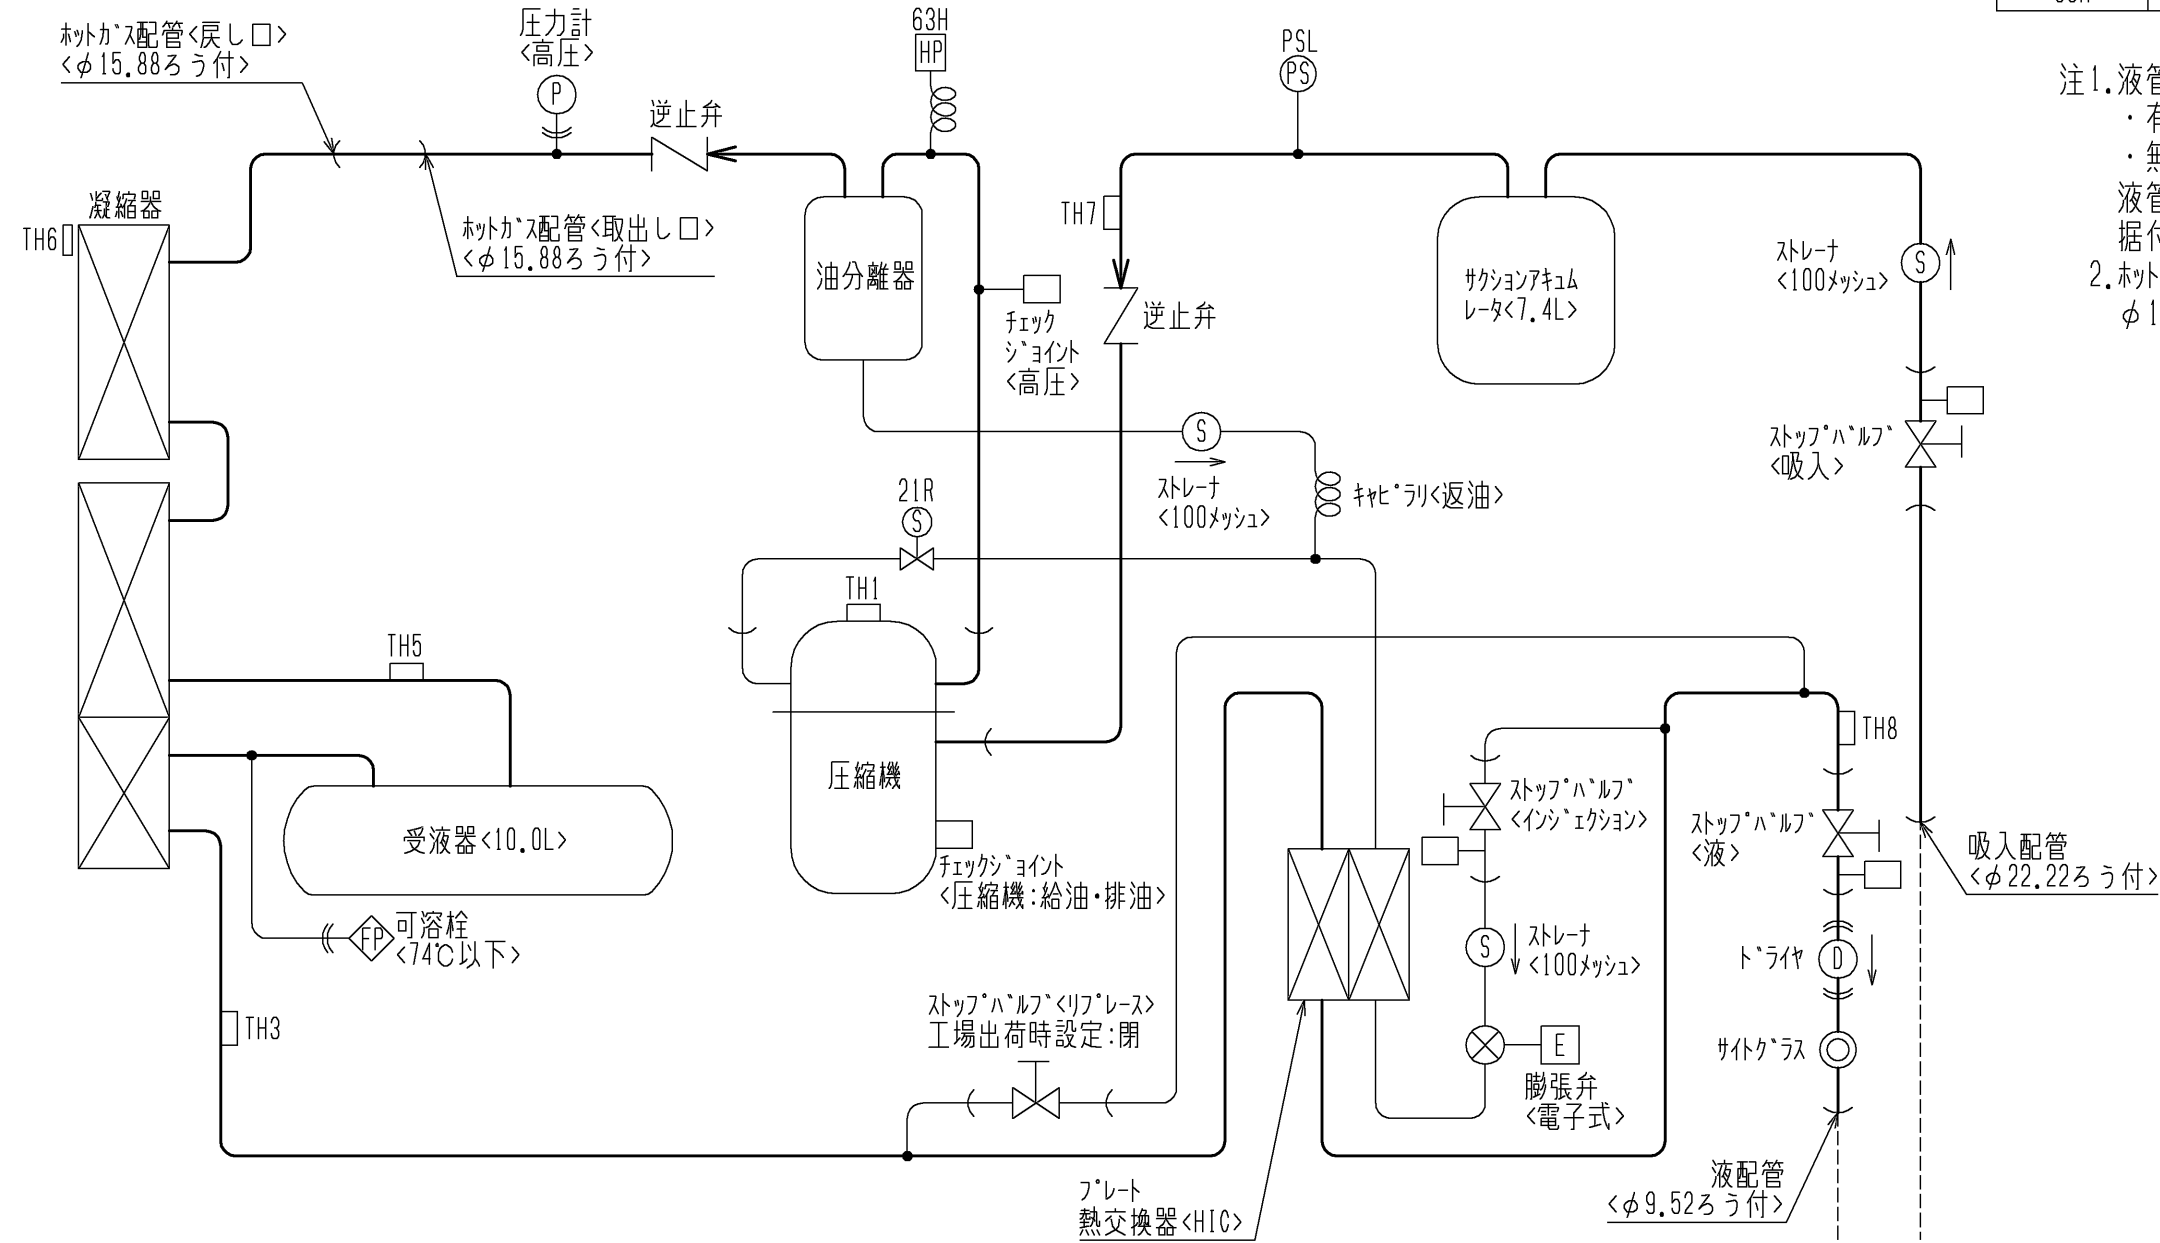 ホットガス配管<戻し口>
<φ15.88ろう付>
圧力計
<高圧>
P
逆止弁
63H
HP
PSL
PS
注1.液管
・有
・無
液管
据付
2.ホット
φ1
凝縮器
TH6
ホットガス配管<取出し口>
<φ15.88ろう付>
油分離器
チェック
ジョイント
<高圧>
TH7
逆止弁
サクションアキュム
レータ<7.4L>
ストレーナ
<100メッシュ>
S
ストップバルブ
<吸入>
S
ストレーナ
<100メッシュ>
キャピラリ<返油>
21R
S
TH1
TH5
圧縮機
受液器<10.0L>
チェックジョイント
<圧縮機:給油・排油>
FP
可溶栓
<74℃以下>
TH3
ストップバルブ
<インジェクション>
TH8
ストップバルブ
<液>
吸入配管
<φ22.22ろう付>
S
ストレーナ
<100メッシュ>
ドライヤ
D
ストップバルブ<リプレース>
工場出荷時設定:閉
E
膨張弁
<電子式>
サイトグラス
プレート
熱交換器<HIC>
液配管
<φ9.52ろう付>